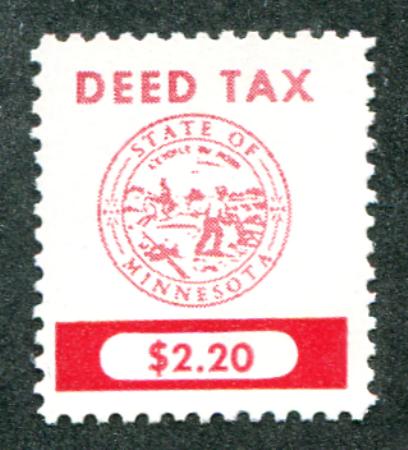 DEED TAX
STATE OF
MINNESOTA
$2.20